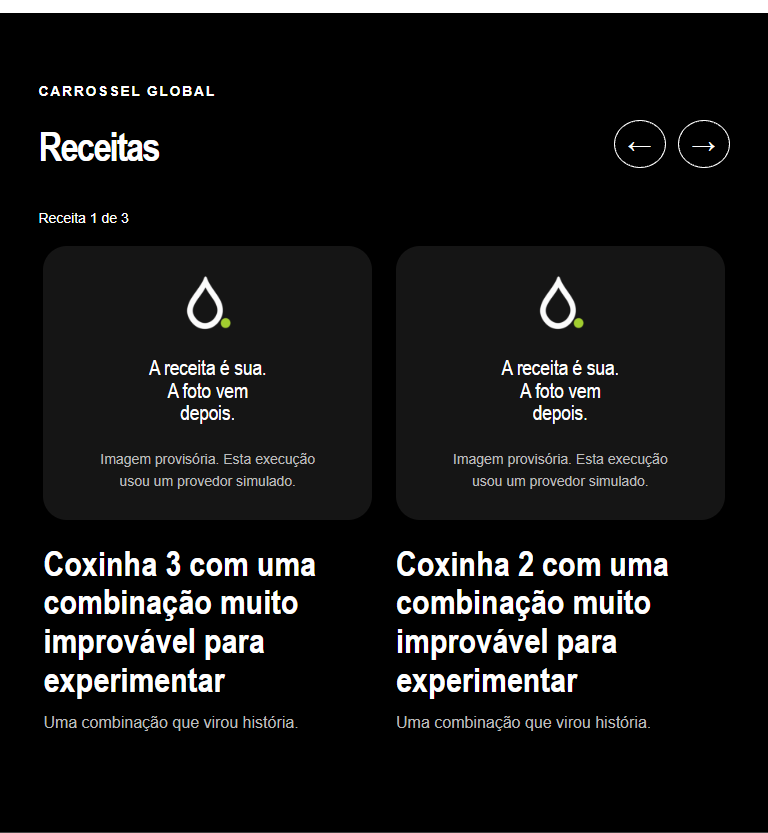 CARROSSEL GLOBAL
Receitas
← →
Receita 1 de 3
A receita é sua.
A foto vem
depois.
Imagem provisória. Esta execução
usou um provedor simulado.
A receita é sua.
A foto vem
depois.
Imagem provisória. Esta execução
usou um provedor simulado.
Coxinha 3 com uma
combinação muito
improvável para
experimentar
Uma combinação que virou história.
Coxinha 2 com uma
combinação muito
improvável para
experimentar
Uma combinação que virou história.